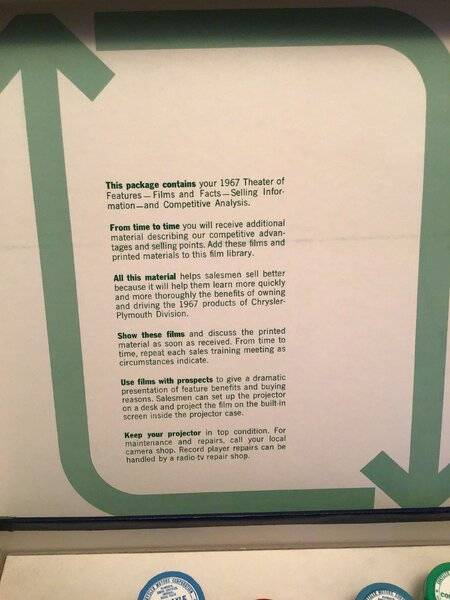 This package contains your 1967 Theater of
Features—Films and Facts—Selling Infor-
mation—and Competitive Analysis.
From time to time you will receive additional
material describing our competitive advan-
tages and selling points. Add these films and
printed materials to this film library.
All this material helps salesmen sell better
because it will help them learn more quickly
and more thoroughly the benefits of owning
and driving the 1967 products of Chrysler-
Plymouth Division.
Show these films and discuss the printed
material as soon as received. From time to
time, repeat each sales training meeting as
circumstances indicate.
Use films with prospects to give a dramatic
presentation of feature benefits and buying
reasons. Salesmen can set up the projector
on a desk and project the film on the built-in
screen inside the projector case.
Keep your projector in top condition. For
maintenance and repairs, call your local
camera shop. Record player repairs can be
handled by a radio tv repair shop.